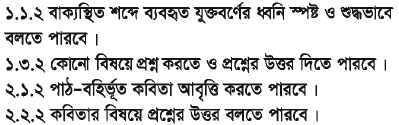 ১.১.২ বাক্যস্থিত শব্দে ব্যবহৃত যুক্তবর্ণের ধ্বনি স্পষ্ট ও শুদ্ধভাবে
বলতে পারবে ।
১.৩.২ কোনো বিষয়ে প্রশ্ন করতে ও প্রশ্নের উত্তর দিতে পারবে ।
২.১.২ পাঠ-বহির্ভূত কবিতা আবৃত্তি করতে পারবে ।
২.২.২ কবিতার বিষয়ে প্রশ্নের উত্তর বলতে পারবে ।